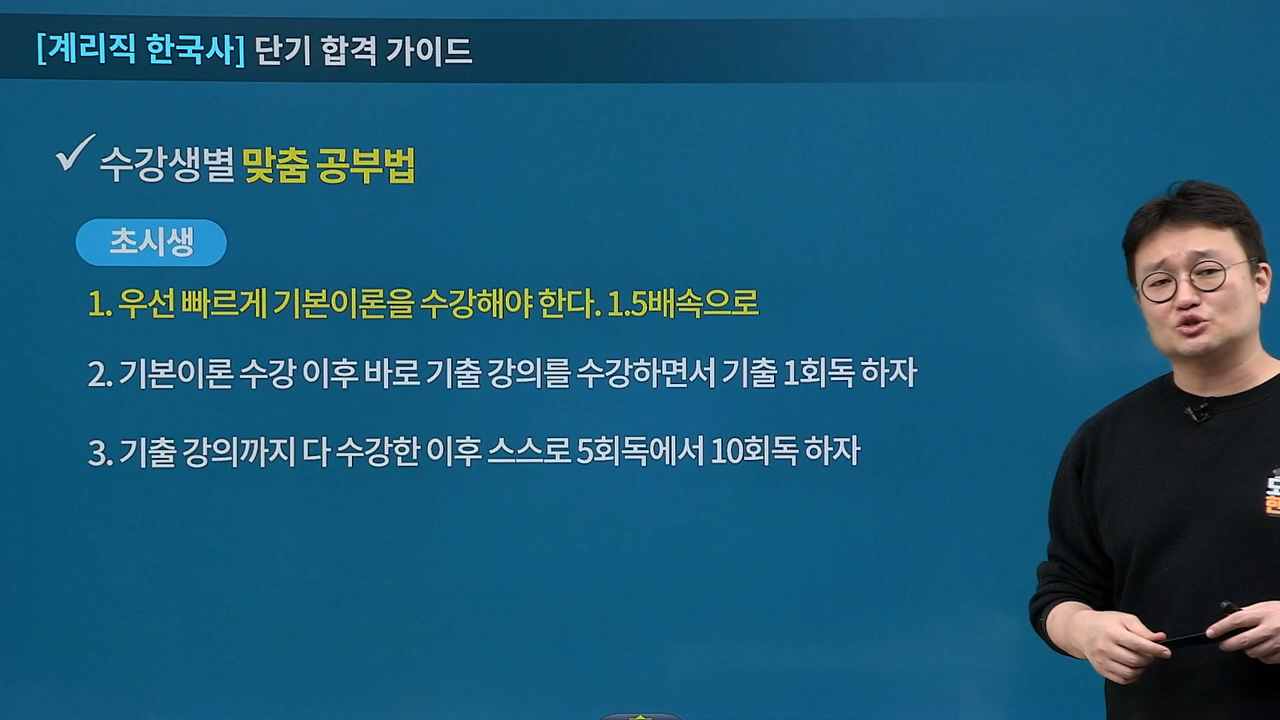 [계리직 한국사] 단기 합격 가이드
수강생별 맞춤 공부법
초시생
1. 우선 빠르게 기본이론을 수강해야 한다. 1.5배속으로
2. 기본이론 수강 이후 바로 기출 강의를 수강하면서 기출 1회독 하자
3. 기출 강의까지 다 수강한 이후 스스로 5회독에서 10회독 하자